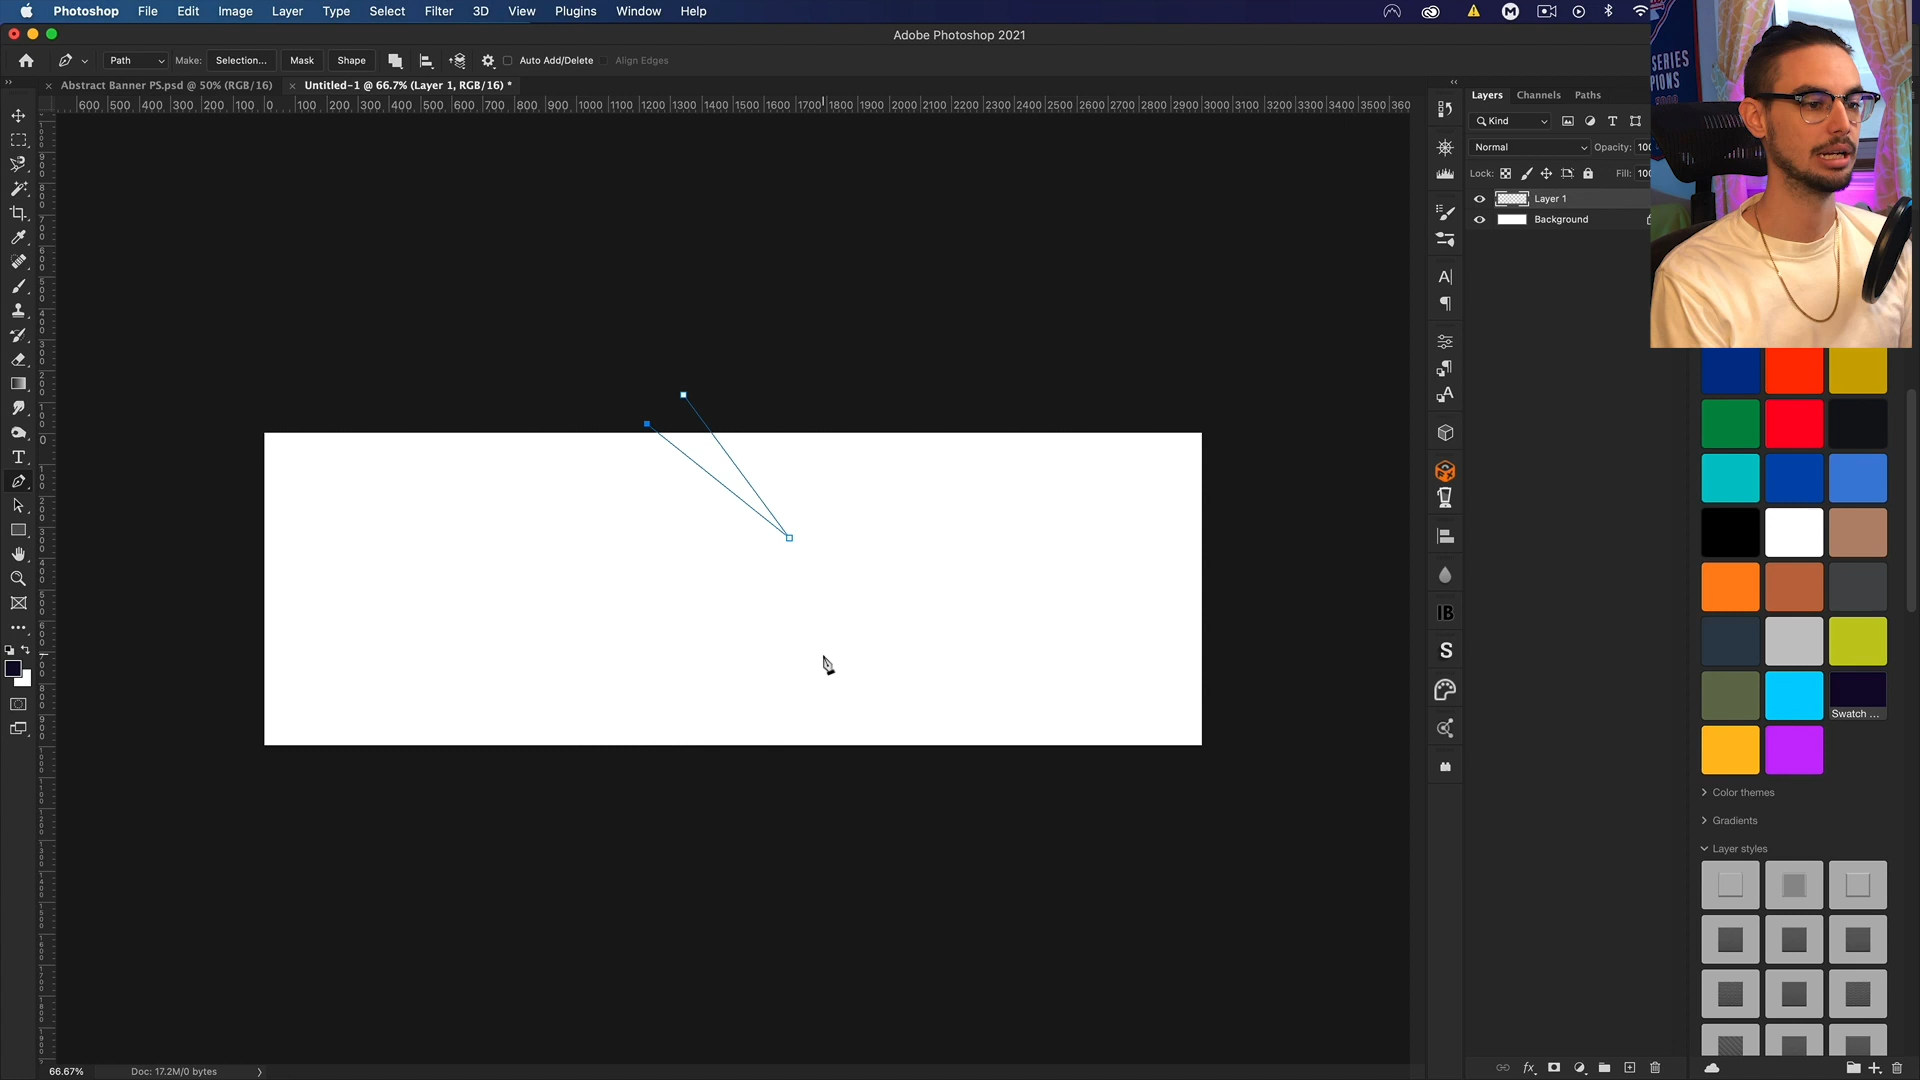 Photoshop File Edit Image Layer Type Select Filter 3D View Plugins Window Help
Adobe Photoshop 2021
Path Make: Selection... Mask Shape Auto Add/Delete Align Edges
Abstract Banner PS.psd @ 50% (RGB/16) Untitled-1 @ 66.7% (Layer 1, RGB/16) *
600 500 400 300 200 100 0 100 200 300 400 500 600 700 800 900 1000 1100 1200 1300 1400 1500 1600 1700 1800 1900 2000 2100 2200 2300 2400 2500 2600 2700 2800 2900 3000 3100 3200 3300 3400 3500 360
Layers Channels Paths
Kind
Normal Opacity: 100
Lock: Fill: 100
Layer 1
Background
SERIES
PIONS
Swatch ...
Color themes
Gradients
Layer styles
66.67% Doc: 17.2M/0 bytes